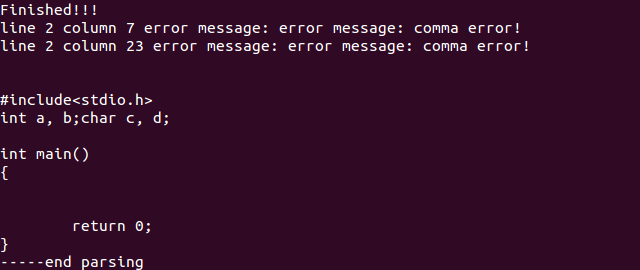 Finished!!!
line 2 column 7 error message: error message: comma error!
line 2 column 23 error message: error message: comma error!
#include<stdio.h>
int a, b;char c, d;
int main()
{
return 0;
}
-----end parsing